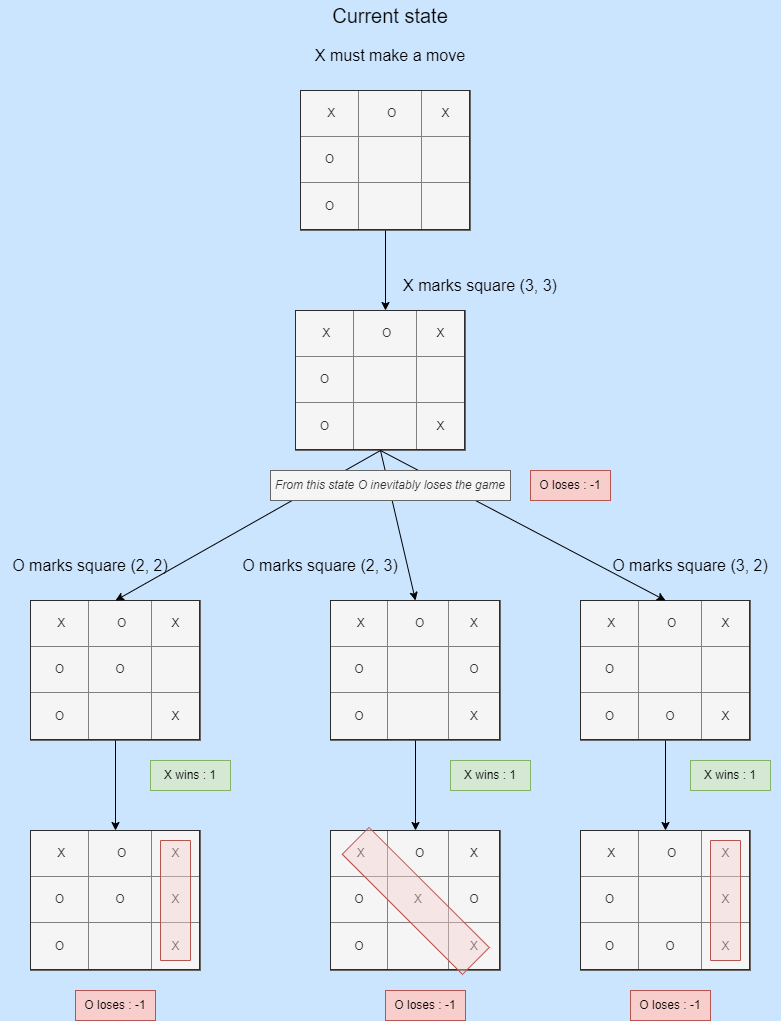 Current state
X must make a move
X O X
O
O
X marks square (3, 3)
X O X
O
O X
From this state O inevitably loses the game
O loses : -1
O marks square (2, 2)
O marks square (2, 3)
O marks square (3, 2)
X O X
O O
O X
X O X
O O
O X
X O X
O
O O X
X wins : 1
X wins : 1
X wins : 1
X O X
O O X
O X
X O X
O X O
O X
X O X
O X
O O X
O loses : -1
O loses : -1
O loses : -1